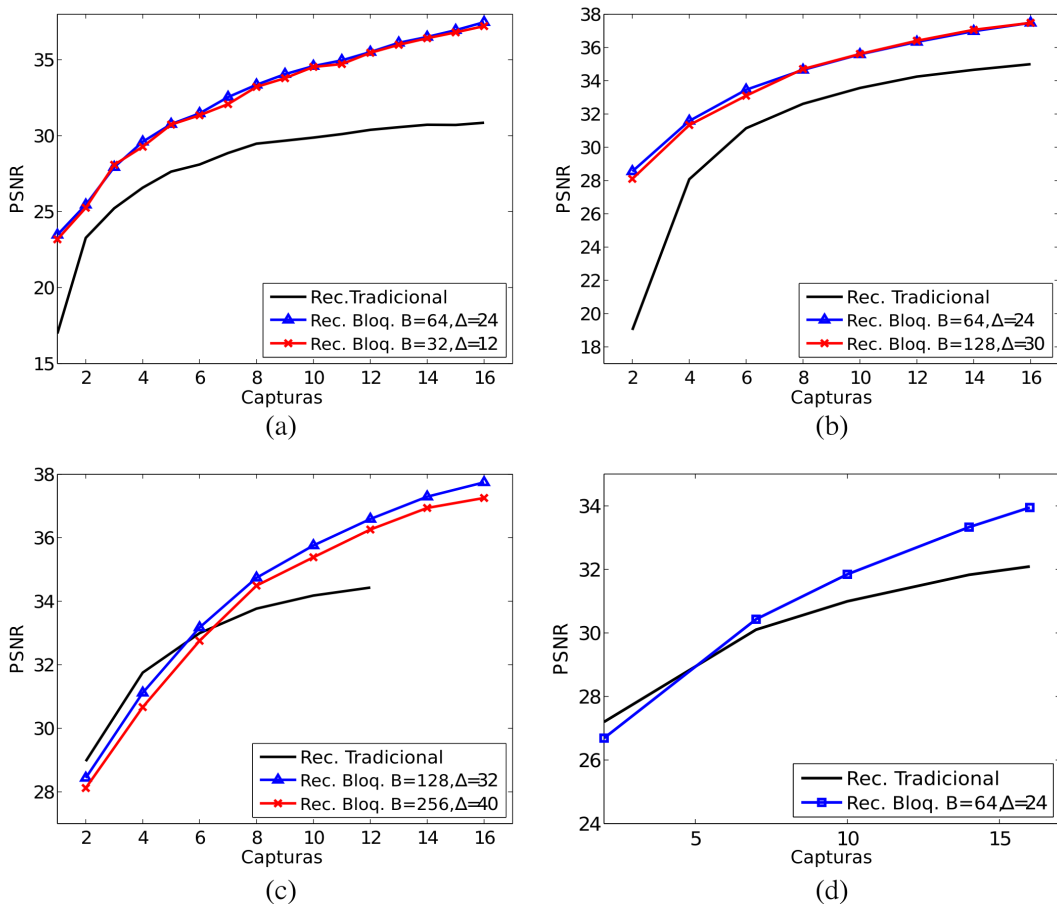 35
30
25
20
15
PSNR
2 4 6 8 10 12 14 16
Capturas
Rec.Tradicional
Rec. Bloq. B=64,Δ=24
Rec. Bloq. B=32,Δ=12
(a)
38
36
34
32
30
28
26
24
22
20
18
PSNR
2 4 6 8 10 12 14 16
Capturas
Rec. Tradicional
Rec. Bloq. B=64,Δ=24
Rec. Bloq. B=128,Δ=30
(b)
38
36
34
32
30
28
PSNR
2 4 6 8 10 12 14 16
Capturas
Rec. Tradicional
Rec. Bloq. B=128,Δ=32
Rec. Bloq. B=256,Δ=40
(c)
34
32
30
28
26
24
PSNR
5 10 15
Capturas
Rec. Tradicional
Rec. Bloq. B=64,Δ=24
(d)